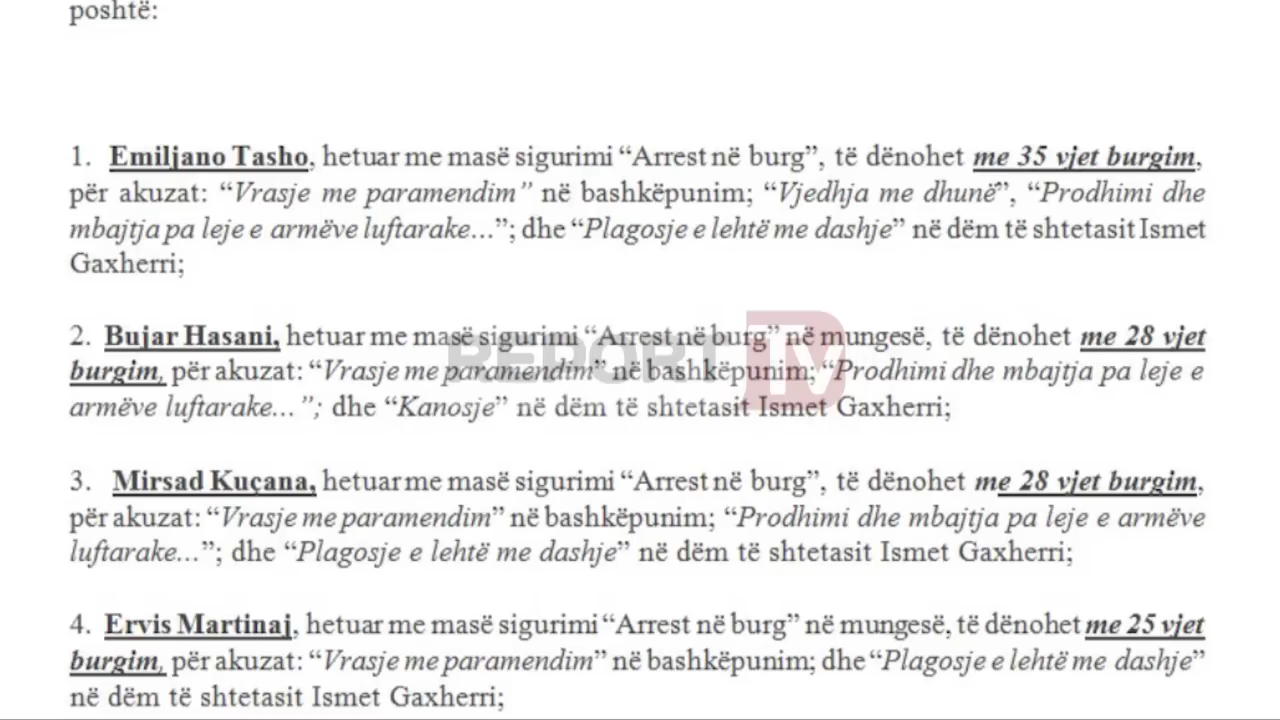 poshtë:
1. Emiljano Tasho, hetuar me masë sigurimi “Arrest në burg”, të dënohet me 35 vjet burgim,
për akuzat: “Vrasje me paramendim” në bashkëpunim; “Vjedhja me dhunë”, “Prodhimi dhe
mbajtja pa leje e armëve luftarake...”; dhe “Plagosje e lehtë me dashje” në dëm të shtetasit Ismet
Gaxherri;
2. Bujar Hasani, hetuar me masë sigurimi “Arrest në burg” në mungesë, të dënohet me 28 vjet
burgim, për akuzat: “Vrasje me paramendim” në bashkëpunim; “Prodhimi dhe mbajtja pa leje e
armëve luftarake... ”; dhe “Kanosje” në dëm të shtetasit Ismet Gaxherri;
REPORT TV
3. Mirsad Kuçana, hetuar me masë sigurimi “Arrest në burg”, të dënohet me 28 vjet burgim,
për akuzat: “Vrasje me paramendim” në bashkëpunim; “Prodhimi dhe mbajtja pa leje e armëve
luftarake...”; dhe “Plagosje e lehtë me dashje” në dëm të shtetasit Ismet Gaxherri;
4. Ervis Martinaj, hetuar me masë sigurimi “Arrest në burg” në mungesë, të dënohet me 25 vjet
burgim, për akuzat: “Vrasje me paramendim” në bashkëpunim; dhe “Plagosje e lehtë me dashje”
në dëm të shtetasit Ismet Gaxherri;